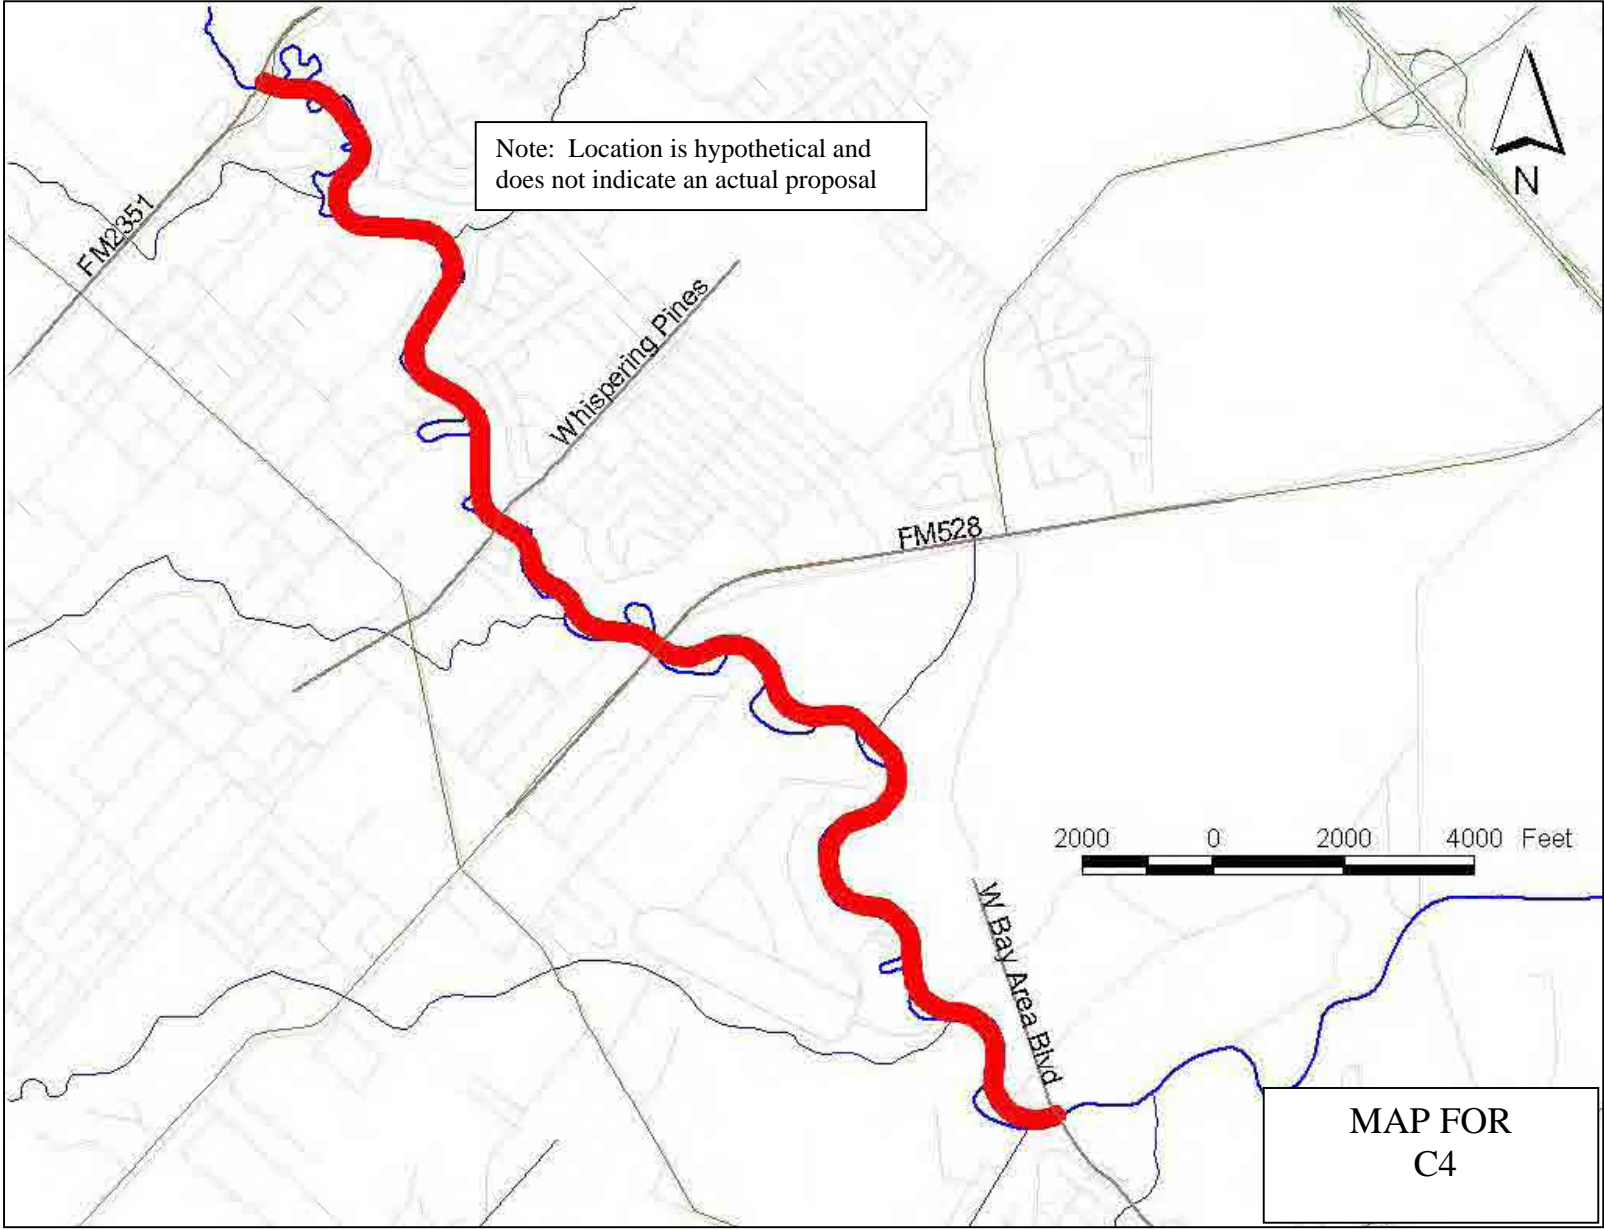 Note:  Location is hypothetical and
does not indicate an actual proposal
N
FM2351
Whispering Pines
FM528
2000 0 2000 4000 Feet
W Bay Area Blvd
MAP FOR
C4